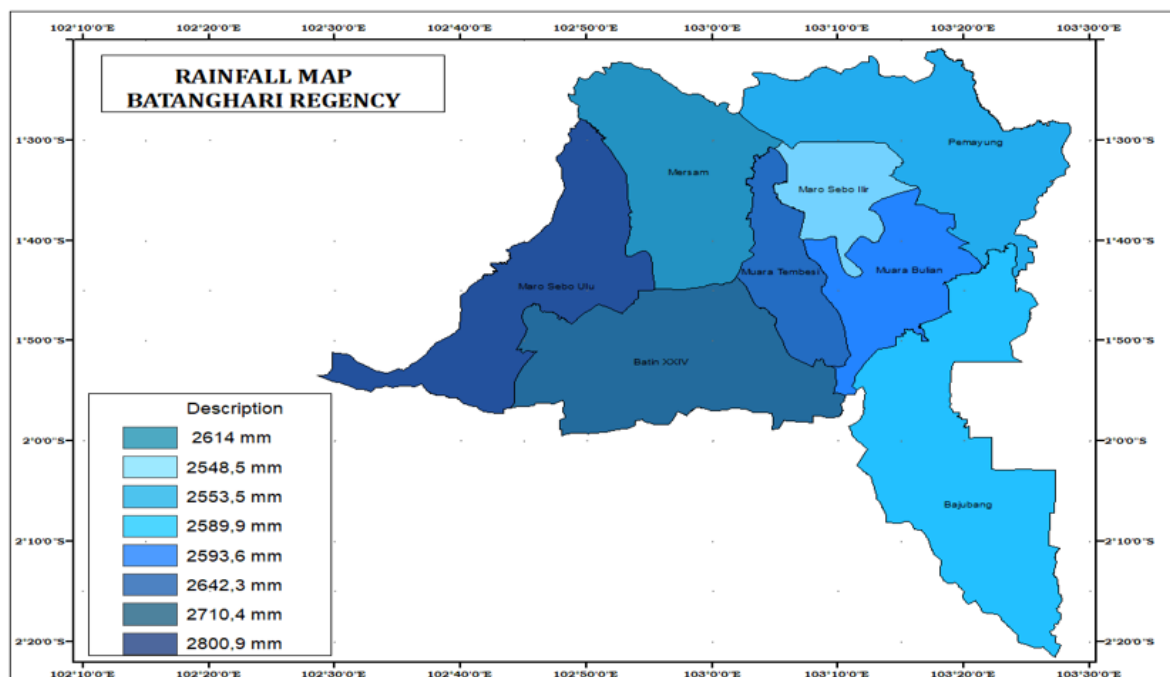 102°10'0"E 102°20'0"E 102°30'0"E 102°40'0"E 102°50'0"E 103°0'0"E 103°10'0"E 103°20'0"E 103°30'0"E
RAINFALL MAP
BATANGHARI REGENCY
1°30'0"S 1°30'0"S
Pemayung
Mersam
Maro Sebo Ilir
1°40'0"S 1°40'0"S
Muara Tembesi
Muara Bulian
Maro Sebo Ulu
1°50'0"S 1°50'0"S
Batin XXIV
Description
2614 mm
2°0'0"S 2°0'0"S
2548,5 mm
2553,5 mm
Bajubang
2589,9 mm
2°10'0"S 2°10'0"S
2593,6 mm
2642,3 mm
2710,4 mm
2°20'0"S 2°20'0"S
2800,9 mm
102°10'0"E 102°20'0"E 102°30'0"E 102°40'0"E 102°50'0"E 103°0'0"E 103°10'0"E 103°20'0"E 103°30'0"E